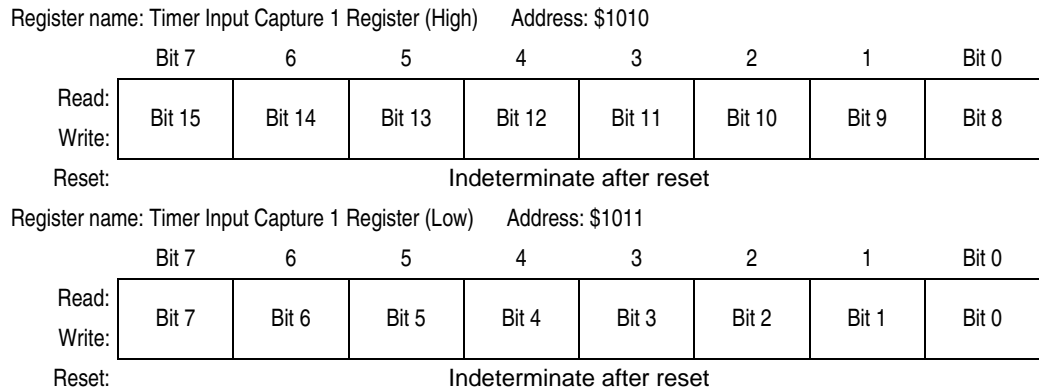 Register name: Timer Input Capture 1 Register (High) Address: $1010
Bit 7 6 5 4 3 2 1 Bit 0
Read:
Bit 15 Bit 14 Bit 13 Bit 12 Bit 11 Bit 10 Bit 9 Bit 8
Write:
Reset: Indeterminate after reset
Register name: Timer Input Capture 1 Register (Low) Address: $1011
Bit 7 6 5 4 3 2 1 Bit 0
Read:
Bit 7 Bit 6 Bit 5 Bit 4 Bit 3 Bit 2 Bit 1 Bit 0
Write:
Reset: Indeterminate after reset